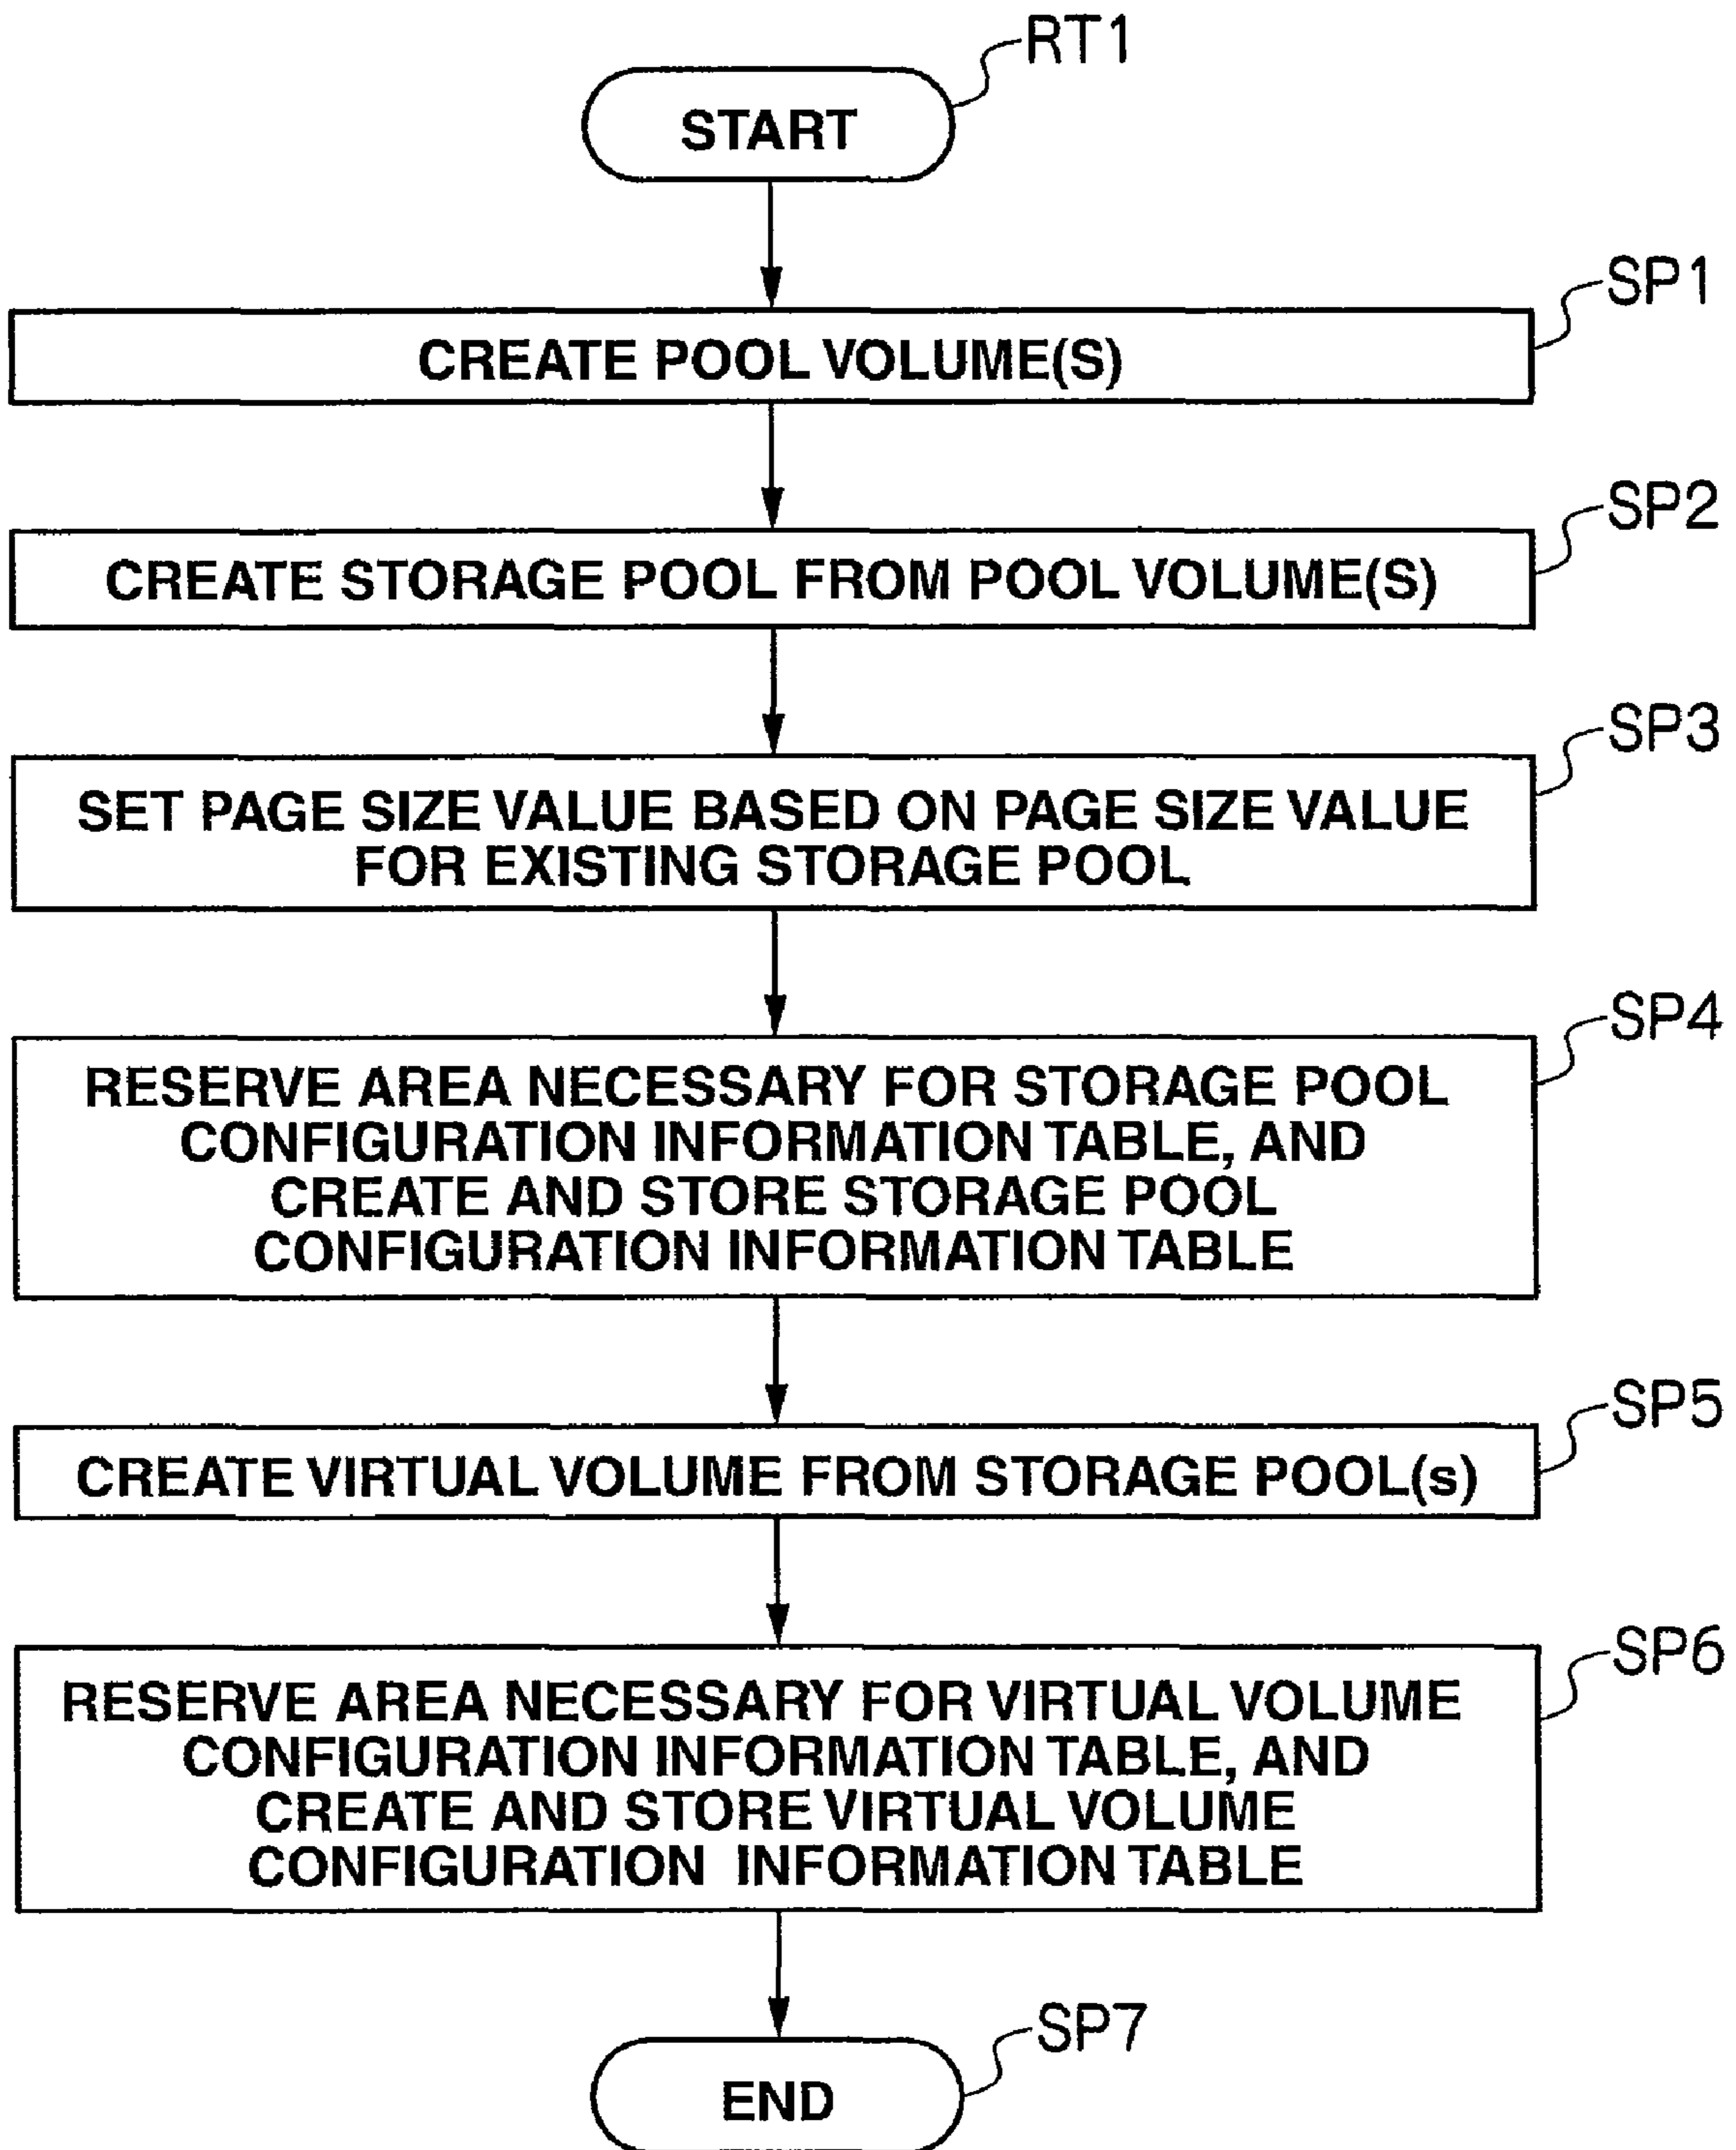 RT1
START
SP1
CREATE POOL VOLUME(S)
SP2
CREATE STORAGE POOL FROM POOL VOLUME(S)
SP3
SET PAGE SIZE VALUE BASED ON PAGE SIZE VALUE
FOR EXISTING STORAGE POOL
SP4
RESERVE AREA NECESSARY FOR STORAGE POOL
CONFIGURATION INFORMATION TABLE, AND
CREATE AND STORE STORAGE POOL
CONFIGURATION INFORMATION TABLE
SP5
CREATE VIRTUAL VOLUME FROM STORAGE POOL(s)
SP6
RESERVE AREA NECESSARY FOR VIRTUAL VOLUME
CONFIGURATION INFORMATION TABLE, AND
CREATE AND STORE VIRTUAL VOLUME
CONFIGURATION INFORMATION TABLE
SP7
END